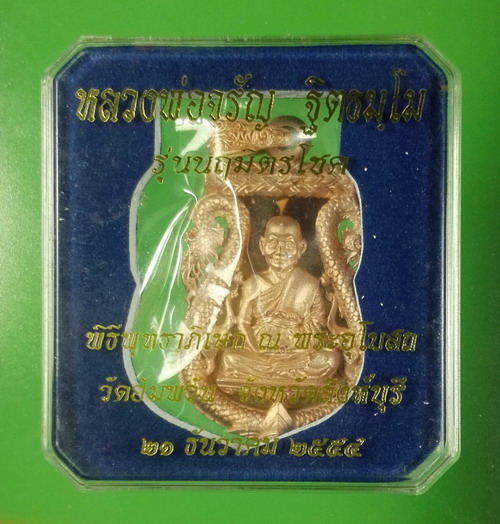 หลวงพ่อจรัญ ฐิตธมฺโม
รุ่นนฤมิตรโชค
พิธีพุทธาภิเษก ณ พระอุโบสถ
วัดอัมพวัน จังหวัดสิงห์บุรี
๒๑ ธันวาคม ๒๕๕๔